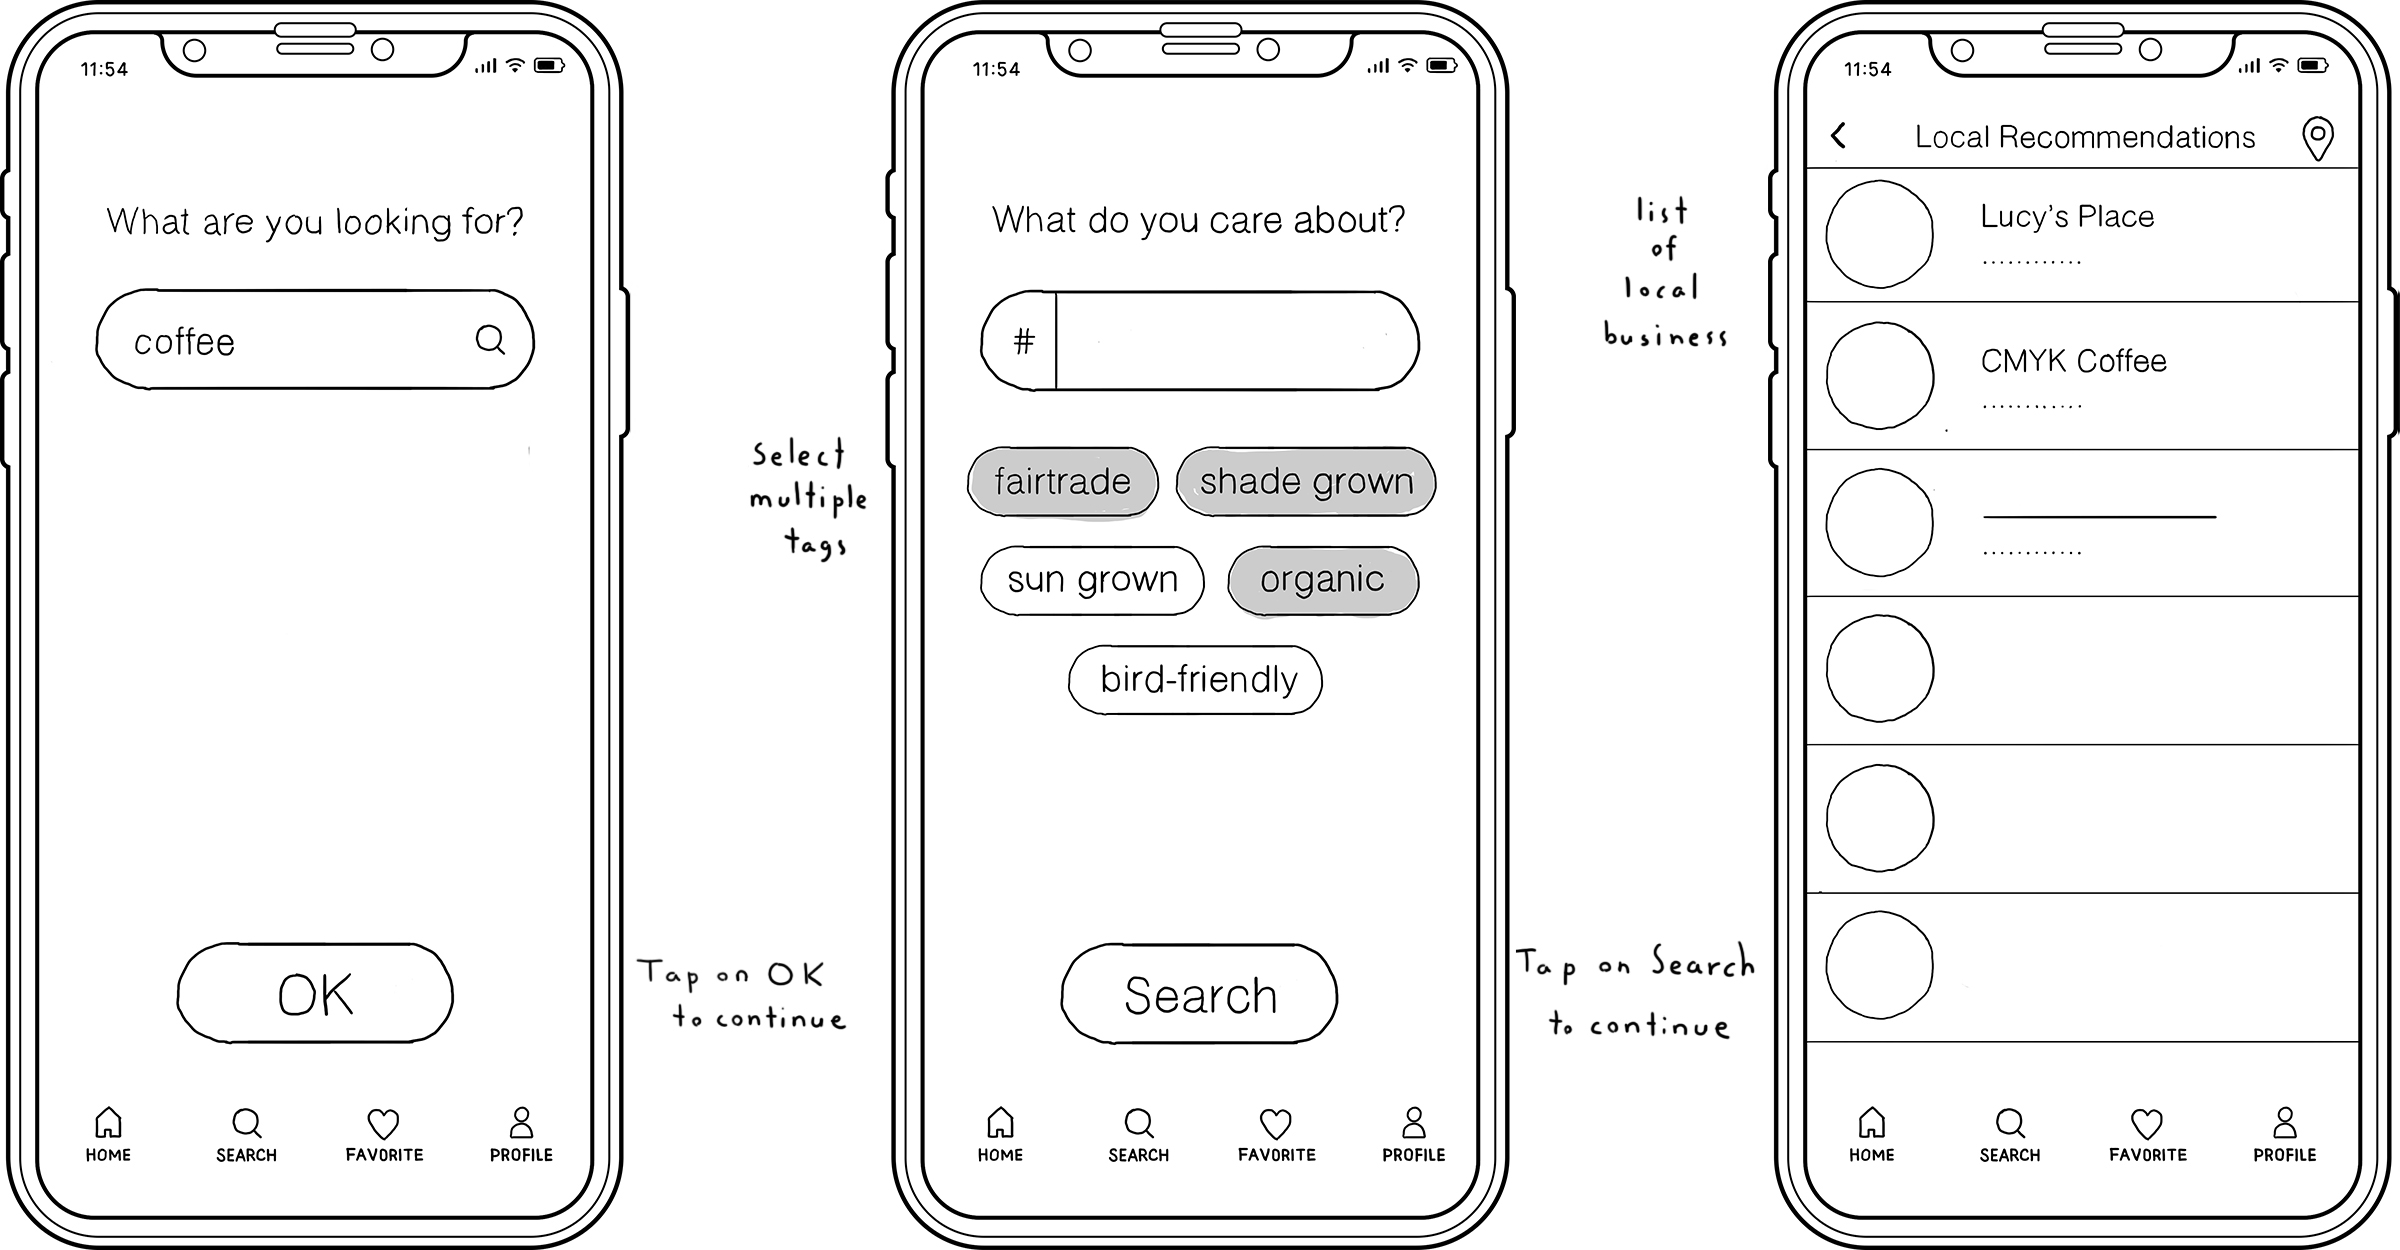 11:54
What are you looking for?
coffee
OK
HOME SEARCH FAVORITE PROFILE
Tap on OK
to continue
Select
multiple
tags
11:54
What do you care about?
#
fairtrade shade grown
sun grown organic
bird-friendly
Search
HOME SEARCH FAVORITE PROFILE
Tap on Search
to continue
list
of
local
business
11:54
Local Recommendations
Lucy's Place
CMYK Coffee
HOME SEARCH FAVORITE PROFILE